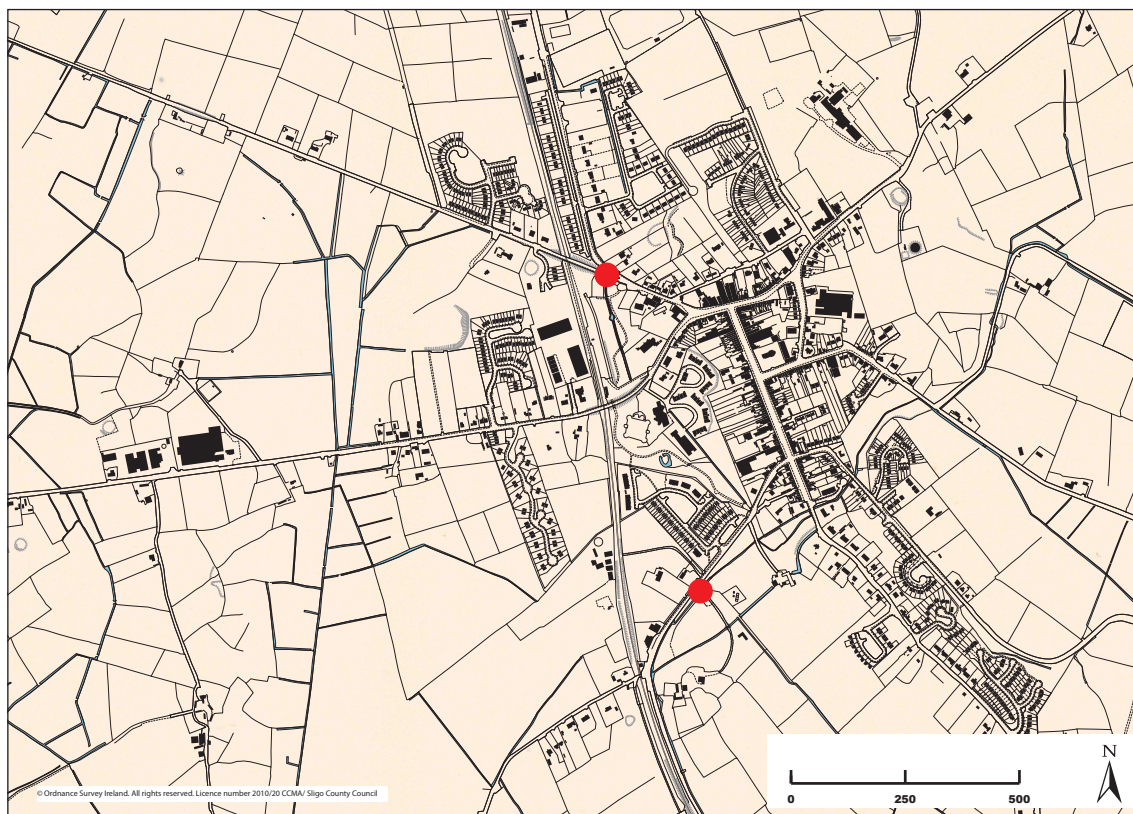 © Ordnance Survey Ireland. All rights reserved. Licence number 2010/20 CCMA/ Sligo County Council
N
0 250 500